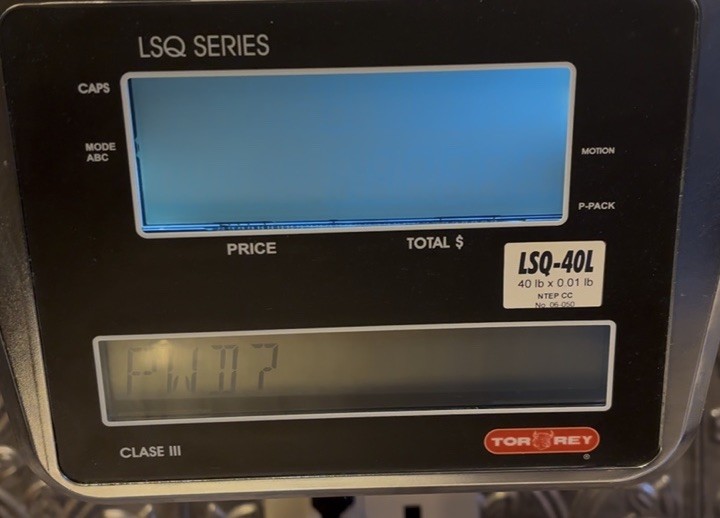 LSQ SERIES
CAPS
MODE
ABC
MOTION
P-PACK
PRICE
TOTAL $
LSQ-40L
40 lb x 0.01 lb
NTEP CC
No. 06-050
PWD?
CLASE III
TOR REY
®